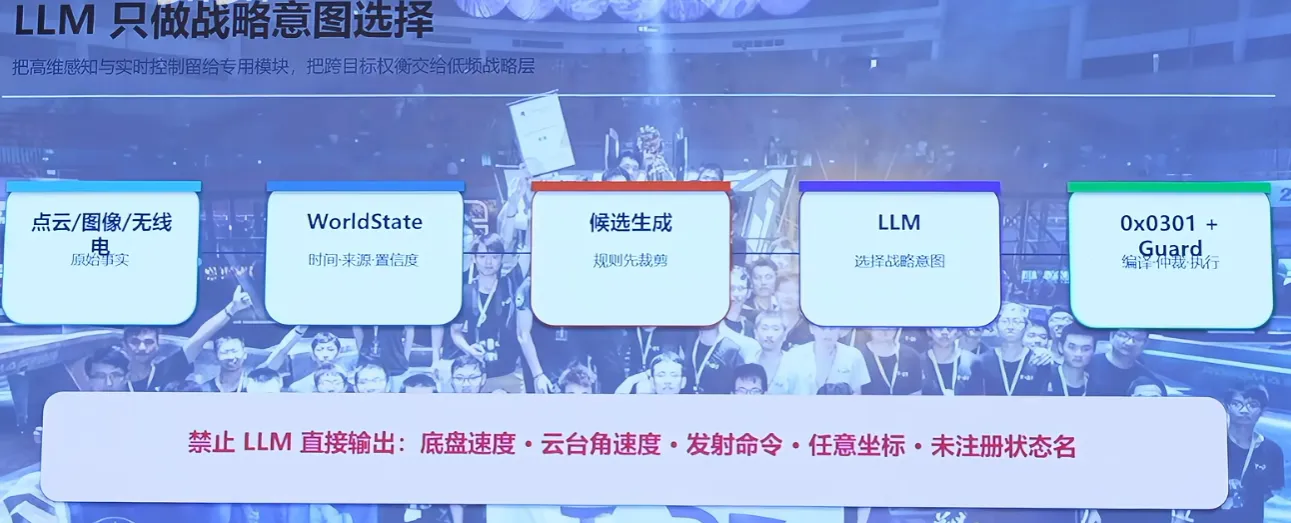 LLM 只做战略意图选择
把高维感知与实时控制留给专用模块，把跨目标权衡交给低频战略层
点云/图像/无线
电
原始事实
WorldState
时间·来源·置信度
候选生成
规则先裁剪
LLM
选择战略意图
0x0301 +
Guard
编译·仲裁·执行
禁止 LLM 直接输出：底盘速度·云台角速度·发射命令·任意坐标·未注册状态名